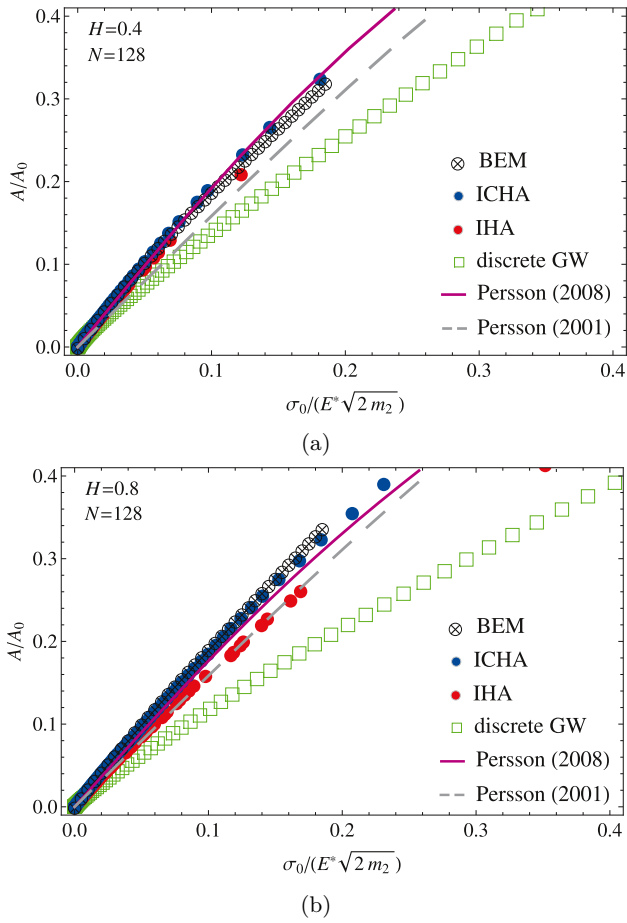 H=0.4
N=128
A/A₀
0.4
0.3
0.2
0.1
0.0
BEM
ICHA
IHA
discrete GW
Persson (2008)
Persson (2001)
0.0 0.1 0.2 0.3 0.4
σ₀/(E*√2 m₂)
(a)
H=0.8
N=128
A/A₀
0.4
0.3
0.2
0.1
0.0
BEM
ICHA
IHA
discrete GW
Persson (2008)
Persson (2001)
0.0 0.1 0.2 0.3 0.4
σ₀/(E*√2 m₂)
(b)